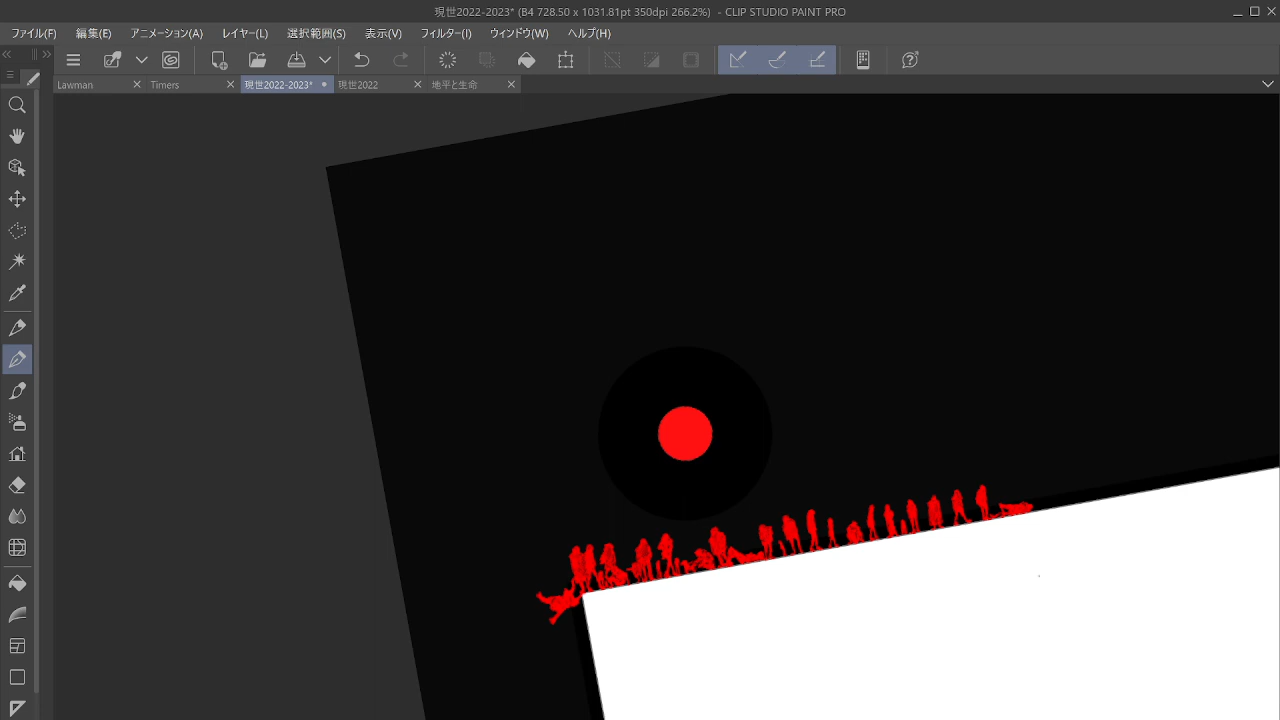 現世2022-2023* (B4 728.50 x 1031.81pt 350dpi 266.2%) - CLIP STUDIO PAINT PRO
ファイル(F) 編集(E) アニメーション(A) レイヤー(L) 選択範囲(S) 表示(V) フィルター(I) ウィンドウ(W) ヘルプ(H)
Lawman Timers 現世2022-2023* 現世2022 地平と生命